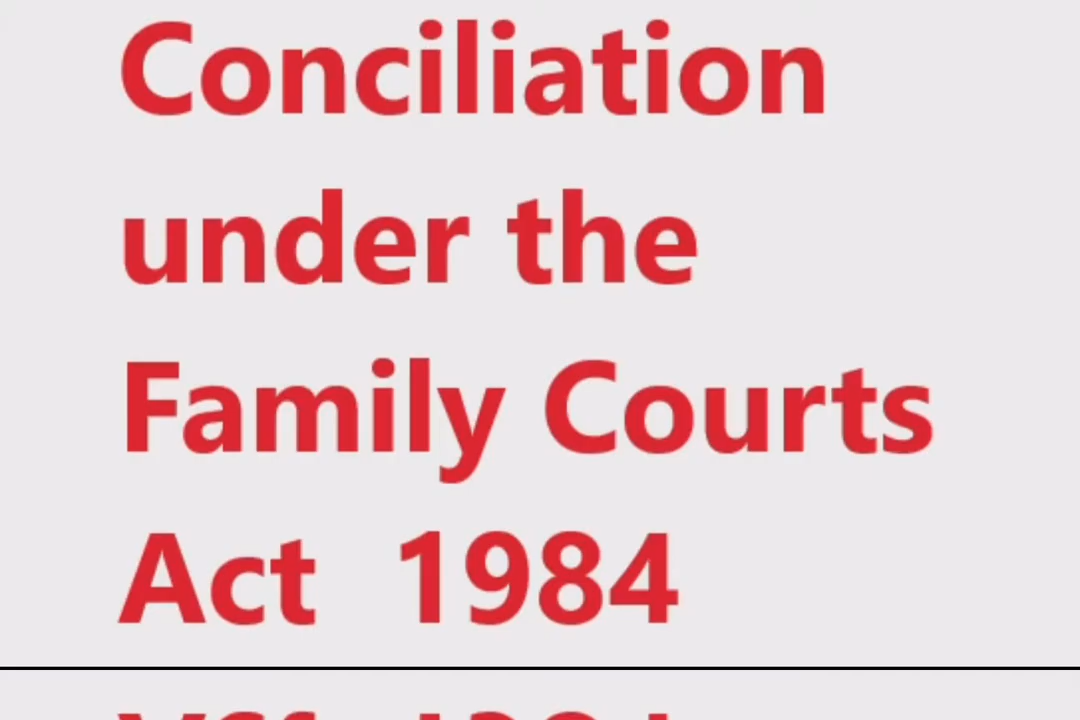 Conciliation
under the
Family Courts
Act 1984